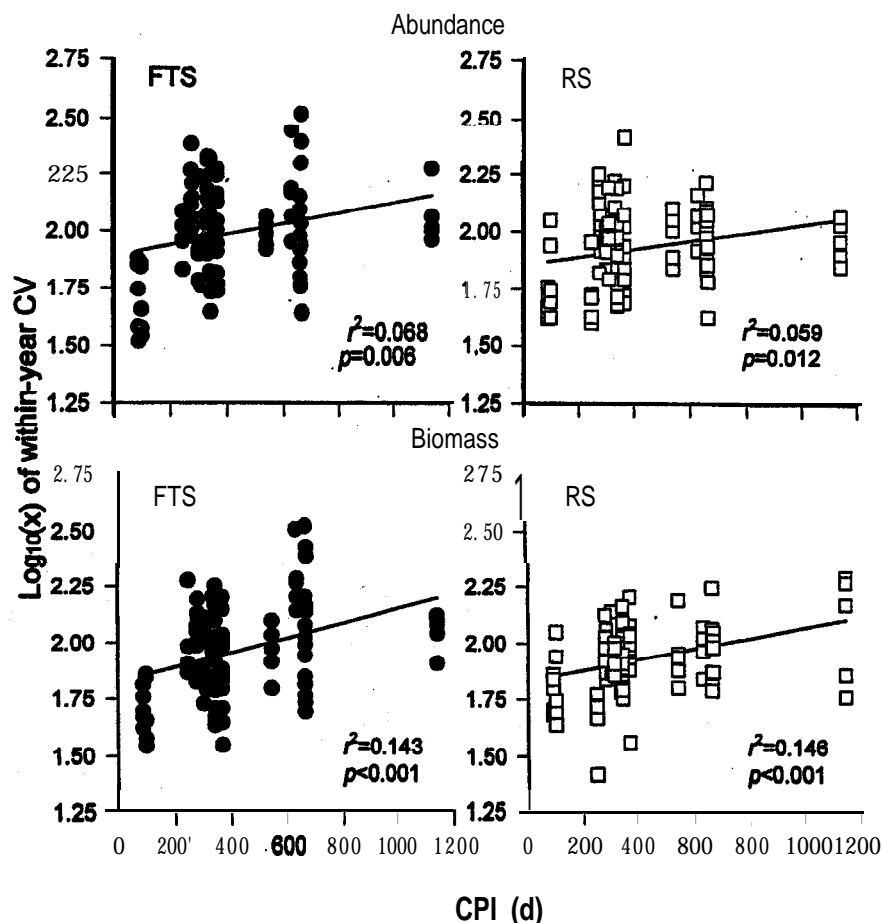 Abundance
FTS
RS
2.75
2.50
225
2.00
1.75
1.50
1.25
r²=0.068
p=0.006
2.75
2.50
2.25
2.00
1.75
1.50
1.25
r²=0.059
p=0.012
Log₁₀(x) of within-year CV
Biomass
FTS
RS
2.75
2.50
2.25
2.00
1.75
1.50
1.25
r²=0.143
p<0.001
275
2.50
2.25
2.00
1.75
1.50
1.25
r²=0.146
p<0.001
0 200' 400 600 800 1000 1200
0 200 400 600 800 10001200
CPI (d)